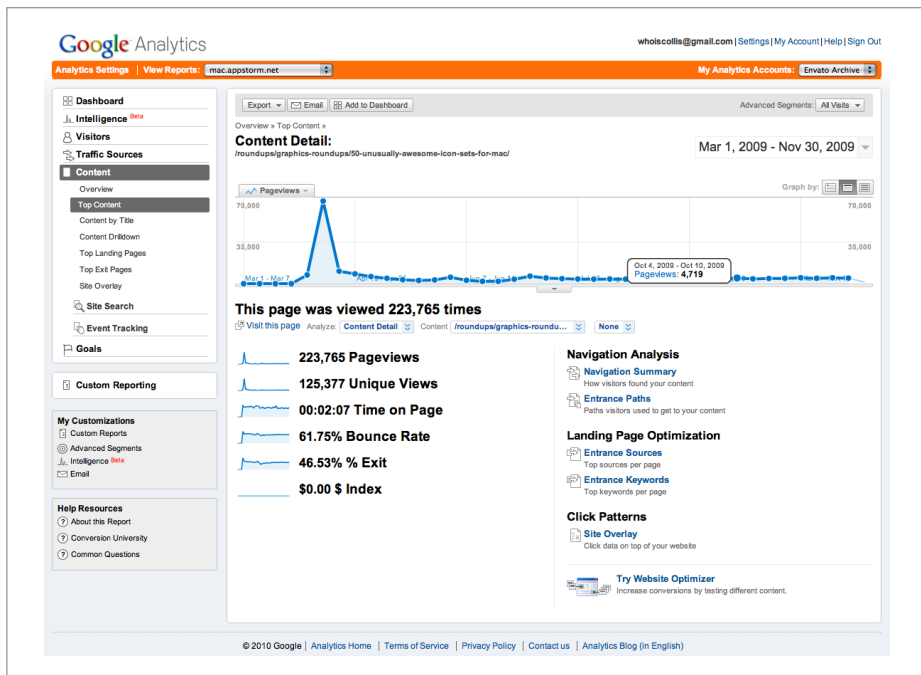 Google Analytics
whoiscollis@gmail.com | Settings | My Account | Help | Sign Out
Analytics Settings | View Reports: mac.appstorm.net
My Analytics Accounts: Envato Archive
Dashboard
Intelligence Beta
Visitors
Traffic Sources
Content
Overview
Top Content
Content by Title
Content Drilldown
Top Landing Pages
Top Exit Pages
Site Overlay
Site Search
Event Tracking
Goals
Custom Reporting
My Customizations
Custom Reports
Advanced Segments
Intelligence Beta
Email
Help Resources
About this Report
Conversion University
Common Questions
Export
Email
Add to Dashboard
Advanced Segments: All Visits
Overview » Top Content »
Content Detail:
/roundups/graphics-roundups/50-unusually-awesome-icon-sets-for-mac/
Mar 1, 2009 - Nov 30, 2009
Pageviews
Graph by:
70,000
70,000
35,000
35,000
Mar 1 - Mar 7
Oct 4, 2009 - Oct 10, 2009
Pageviews: 4,719
This page was viewed 223,765 times
Visit this page Analyze: Content Detail Content /roundups/graphics-roundu... None
223,765 Pageviews
125,377 Unique Views
00:02:07 Time on Page
61.75% Bounce Rate
46.53% % Exit
$0.00 $ Index
Navigation Analysis
Navigation Summary
How visitors found your content
Entrance Paths
Paths visitors used to get to your content
Landing Page Optimization
Entrance Sources
Top sources per page
Entrance Keywords
Top keywords per page
Click Patterns
Site Overlay
Click data on top of your website
Try Website Optimizer
Increase conversions by testing different content.
© 2010 Google | Analytics Home | Terms of Service | Privacy Policy | Contact us | Analytics Blog (in English)